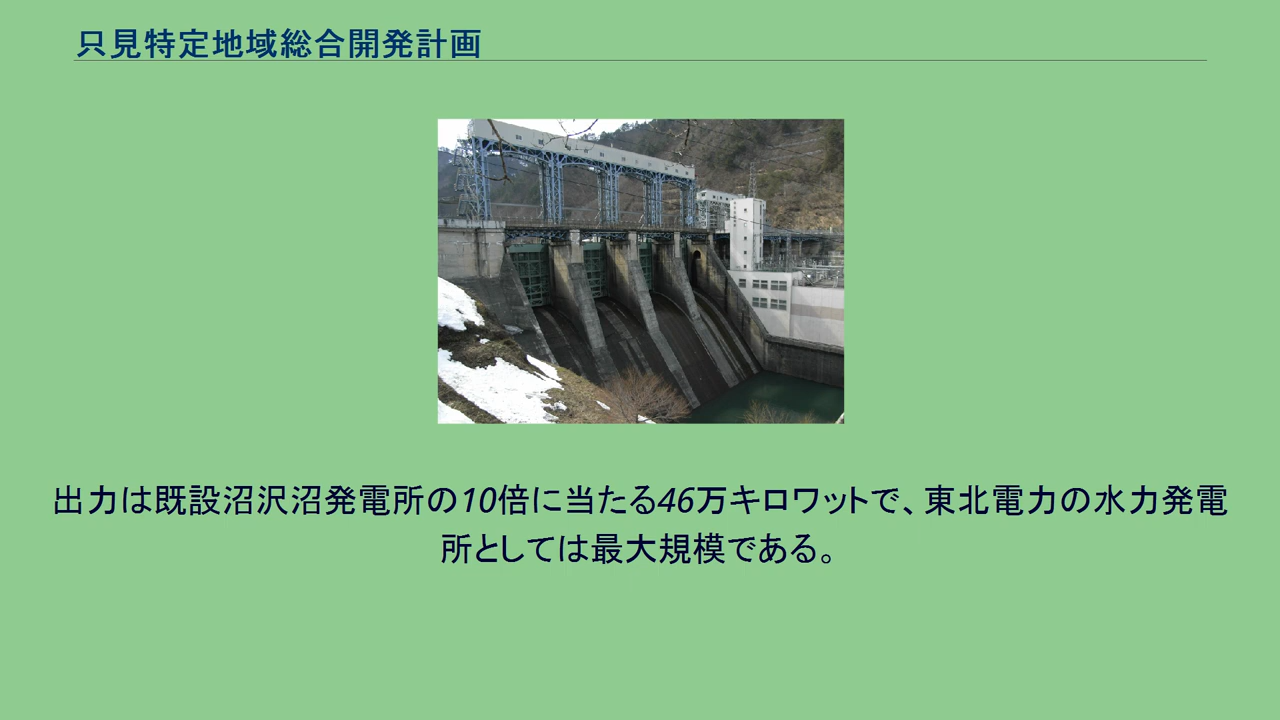 只見特定地域総合開発計画
出力は既設沼沢沼発電所の10倍に当たる46万キロワットで、東北電力の水力発電
所としては最大規模である。